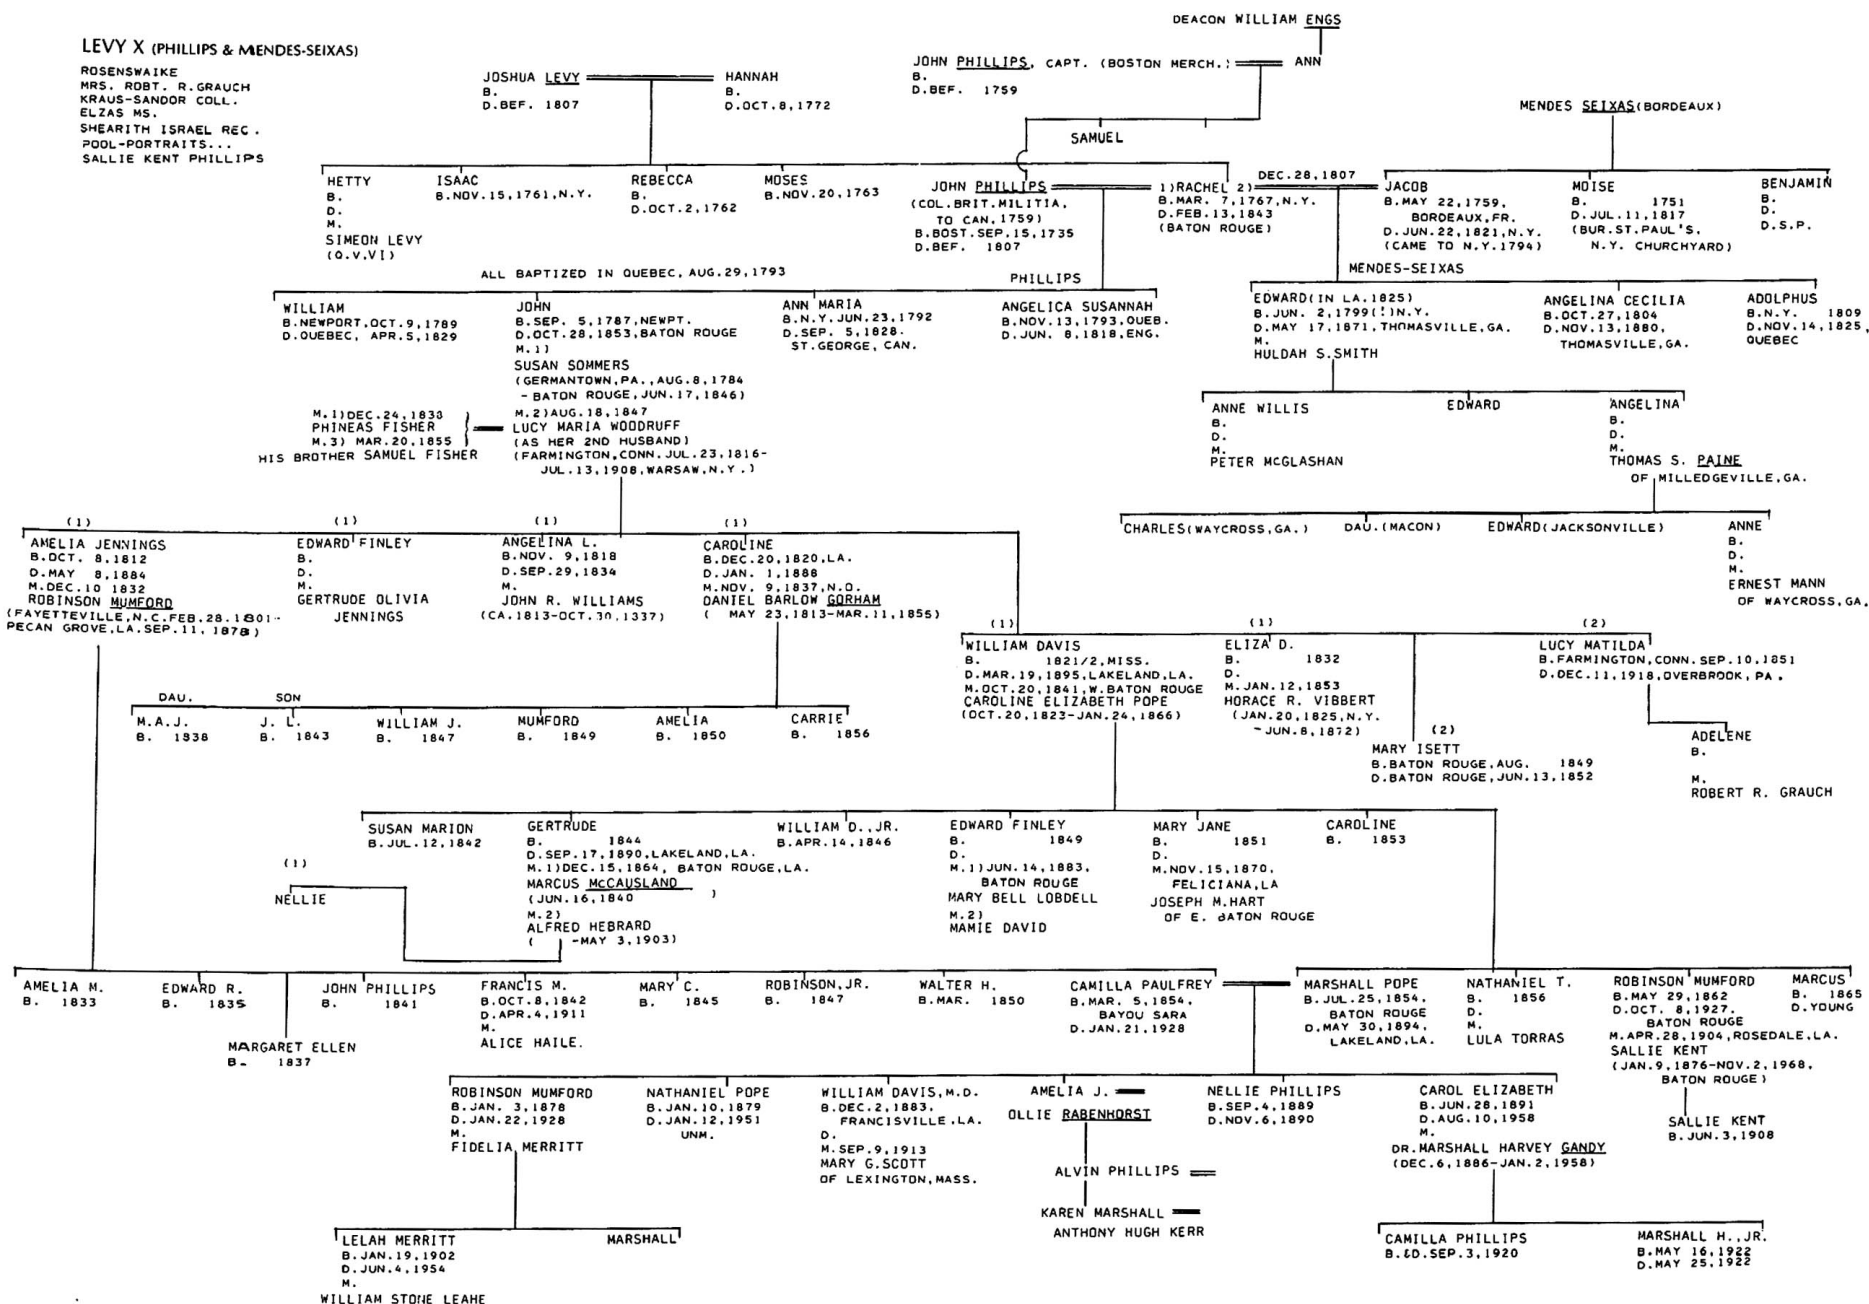 DEACON WILLIAM ENGS
LEVY X (PHILLIPS & MENDES-SEIXAS)
ROSENSWAIKE
MRS. ROBT. R.GRAUCH
KRAUS-SANDOR COLL.
ELZAS MS.
SHEARITH ISRAEL REC.
POOL-PORTRAITS...
SALLIE KENT PHILLIPS
JOSHUA LEVY
B.
D.BEF. 1807
HANNAH
B.
D.OCT.8,1772
JOHN PHILLIPS, CAPT. (BOSTON MERCH.)
B.
D.BEF. 1759
ANN
SAMUEL
MENDES SEIXAS(BORDEAUX)
HETTY
B.
D.
M.
SIMEON LEVY
(Q.V.VI)
ISAAC
B.NOV.15,1761,N.Y.
REBECCA
B.
D.OCT.2,1762
MOSES
B.NOV.20,1763
JOHN PHILLIPS
(COL.BRIT.MILITIA,
TO CAN.1759)
B.BOST.SEP.15,1735
D.BEF. 1807
1)RACHEL 2)
B.MAR. 7,1767,N.Y.
D.FEB.13,1843
(BATON ROUGE)
DEC.28,1807
JACOB
B.MAY 22,1759,
BORDEAUX,FR.
D.JUN.22,1821,N.Y.
(CAME TO N.Y.1794)
MOISE
B. 1751
D.JUL.11,1817
(BUR.ST.PAUL'S,
N.Y. CHURCHYARD)
BENJAMIN
B.
D.
D.S.P.
ALL BAPTIZED IN QUEBEC, AUG.29,1793
PHILLIPS
MENDES-SEIXAS
WILLIAM
B.NEWPORT,OCT.9,1789
D.QUEBEC, APR.5,1829
JOHN
B.SEP. 5,1787,NEWPT.
D.OCT.28,1853,BATON ROUGE
M.1)
SUSAN SOMMERS
(GERMANTOWN,PA.,AUG.8,1784
- BATON ROUGE,JUN.17,1846)
M.2)AUG.18,1847
LUCY MARIA WOODRUFF
(AS HER 2ND HUSBAND)
(FARMINGTON,CONN.JUL.23,1816-
JUL.13,1908,WARSAW,N.Y.)
M.1)DEC.24,1838
PHINEAS FISHER
M.3) MAR.20,1855
HIS BROTHER SAMUEL FISHER
ANN MARIA
B.N.Y.JUN.23,1792
D.SEP. 5,1828.
ST.GEORGE, CAN.
ANGELICA SUSANNAH
B.NOV.13,1793,QUEB.
D.JUN. 8,1818,ENG.
EDWARD(IN LA.1825)
B.JUN. 2,1799(!)N.Y.
D.MAY 17,1871,THOMASVILLE,GA.
M.
HULDAH S.SMITH
ANGELINA CECILIA
B.OCT.27,1804
D.NOV.13,1880,
THOMASVILLE,GA.
ADOLPHUS
B.N.Y. 1809
D.NOV.14,1825,
QUEBEC
ANNE WILLIS
B.
D.
M.
PETER MCGLASHAN
EDWARD
ANGELINA
B.
D.
M.
THOMAS S. PAINE
OF MILLEDGEVILLE,GA.
CHARLES(WAYCROSS,GA.)
DAU.(MACON)
EDWARD(JACKSONVILLE)
ANNE
B.
D.
M.
ERNEST MANN
OF WAYCROSS,GA.
(1)
AMELIA JENNINGS
B.OCT. 8,1812
D.MAY 8,1884
M.DEC.10 1832
ROBINSON MUMFORD
(FAYETTEVILLE,N.C.FEB.28.1801-
PECAN GROVE,LA.SEP.11, 1878)
(1)
EDWARD FINLEY
B.
D.
M.
GERTRUDE OLIVIA
JENNINGS
(1)
ANGELINA L.
B.NOV. 9,1818
D.SEP.29,1834
M.
JOHN R. WILLIAMS
(CA.1813-OCT.30,1337)
(1)
CAROLINE
B.DEC.20,1820,LA.
D.JAN. 1,1888
M.NOV. 9,1837,N.O.
DANIEL BARLOW GORHAM
( MAY 23,1813-MAR.11,1855)
(1)
WILLIAM DAVIS
B. 1821/2,MISS.
D.MAR.19,1895,LAKELAND,LA.
M.OCT.20,1841,W.BATON ROUGE
CAROLINE ELIZABETH POPE
(OCT.20,1823-JAN.24,1866)
(1)
ELIZA D.
B. 1832
D.
M.JAN.12,1853
HORACE R. VIBBERT
(JAN.20,1825,N.Y.
-JUN.8,1872)
(2)
MARY ISETT
B.BATON ROUGE,AUG. 1849
D.BATON ROUGE,JUN.13,1852
(2)
LUCY MATILDA
B.FARMINGTON,CONN.SEP.10,1851
D.DEC.11,1918,OVERBROOK,PA.
ADELENE
B.
M.
ROBERT R. GRAUCH
DAU.
M.A.J.
B. 1838
SON
J. L.
B. 1843
WILLIAM J.
B. 1847
MUMFORD
B. 1849
AMELIA
B. 1850
CARRIE
B. 1856
SUSAN MARION
B.JUL.12,1842
GERTRUDE
B. 1844
D.SEP.17,1890,LAKELAND,LA.
M.1)DEC.15,1864, BATON ROUGE,LA.
MARCUS McCAUSLAND
(JUN.16,1840 )
M.2)
ALFRED HEBRARD
( -MAY 3,1903)
(1)
NELLIE
WILLIAM D.,JR.
B.APR.14,1846
EDWARD FINLEY
B. 1849
D.
M.1)JUN.14,1883,
BATON ROUGE
MARY BELL LOBDELL
M.2)
MAMIE DAVID
MARY JANE
B. 1851
D.
M.NOV.15,1870,
FELICIANA,LA
JOSEPH M.HART
OF E. BATON ROUGE
CAROLINE
B. 1853
AMELIA M.
B. 1833
EDWARD R.
B. 1835
MARGARET ELLEN
B. 1837
JOHN PHILLIPS
B. 1841
FRANCIS M.
B.OCT.8,1842
D.APR.4,1911
M.
ALICE HAILE.
MARY C.
B. 1845
ROBINSON,JR.
B. 1847
WALTER H.
B.MAR. 1850
CAMILLA PAULFREY
B.MAR. 5,1854,
BAYOU SARA
D.JAN.21,1928
MARSHALL POPE
B.JUL.25,1854,
BATON ROUGE
D.MAY 30,1894,
LAKELAND,LA.
NATHANIEL T.
B. 1856
D.
M.
LULA TORRAS
ROBINSON MUMFORD
B.MAY 29,1862
D.OCT. 8,1927,
BATON ROUGE
M.APR.28,1904,ROSEDALE,LA.
SALLIE KENT
(JAN.9,1876-NOV.2,1968,
BATON ROUGE)
MARCUS
B. 1865
D.YOUNG
ROBINSON MUMFORD
B.JAN. 3,1878
D.JAN.22,1928
M.
FIDELIA MERRITT
NATHANIEL POPE
B.JAN.10,1879
D.JAN.12,1951
UNM.
WILLIAM DAVIS,M.D.
B.DEC.2,1883,
FRANCISVILLE,LA.
D.
M.SEP.9,1913
MARY G.SCOTT
OF LEXINGTON,MASS.
AMELIA J.
OLLIE RABENHORST
ALVIN PHILLIPS
KAREN MARSHALL
ANTHONY HUGH KERR
NELLIE PHILLIPS
B.SEP.4,1889
D.NOV.6,1890
CAROL ELIZABETH
B.JUN.28,1891
D.AUG.10,1958
M.
DR.MARSHALL HARVEY GANDY
(DEC.6,1886-JAN.2,1958)
SALLIE KENT
B.JUN.3,1908
LELAH MERRITT
B.JAN.19,1902
D.JUN.4,1954
M.
WILLIAM STONE LEAHE
MARSHALL
CAMILLA PHILLIPS
B.&D.SEP.3,1920
MARSHALL H.,JR.
B.MAY 16,1922
D.MAY 25,1922